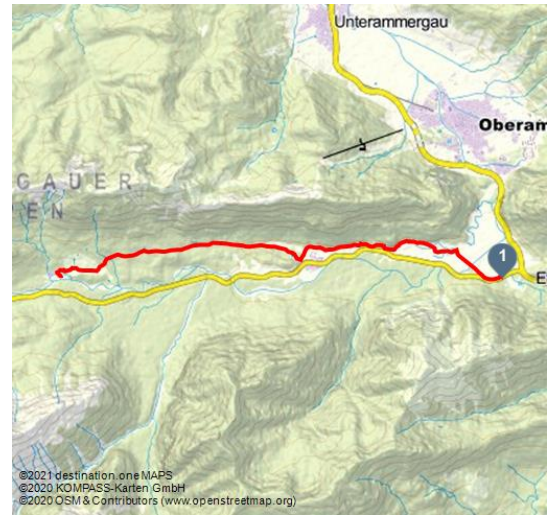 Unterammergau
Oberam
GAUER
EN
1
E
©2021 destination.one MAPS
©2020 KOMPASS-Karten GmbH
©2020 OSM & Contributors (www.openstreetmap.org)